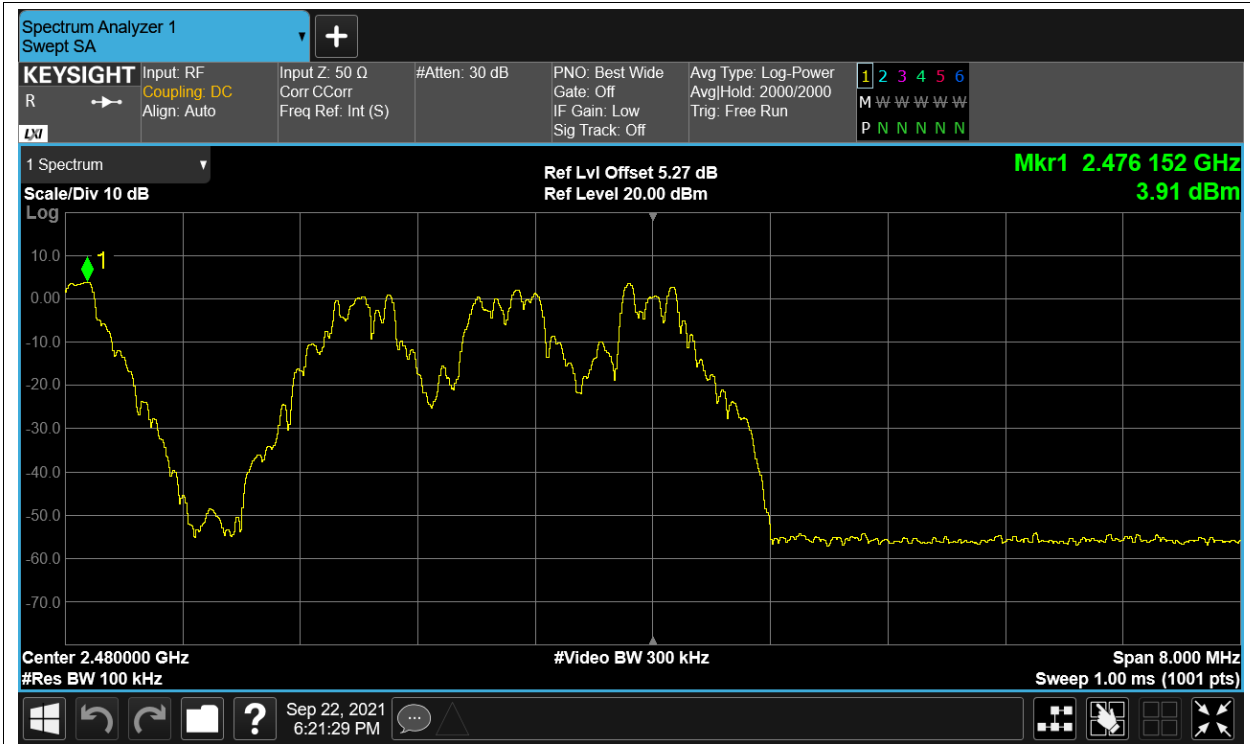 Spectrum Analyzer 1
Swept SA
KEYSIGHT
R
LXI
Input: RF
Coupling: DC
Align: Auto
Input Z: 50 Ω
Corr CCorr
Freq Ref: Int (S)
#Atten: 30 dB
PNO: Best Wide
Gate: Off
IF Gain: Low
Sig Track: Off
Avg Type: Log-Power
Avg|Hold: 2000/2000
Trig: Free Run
1 2 3 4 5 6
M W W W W W
P N N N N N
1 Spectrum
Scale/Div 10 dB
Log
Ref Lvl Offset 5.27 dB
Ref Level 20.00 dBm
Mkr1 2.476 152 GHz
3.91 dBm
1
10.0
0.00
-10.0
-20.0
-30.0
-40.0
-50.0
-60.0
-70.0
Center 2.480000 GHz
#Res BW 100 kHz
#Video BW 300 kHz
Span 8.000 MHz
Sweep 1.00 ms (1001 pts)
?
Sep 22, 2021
6:21:29 PM